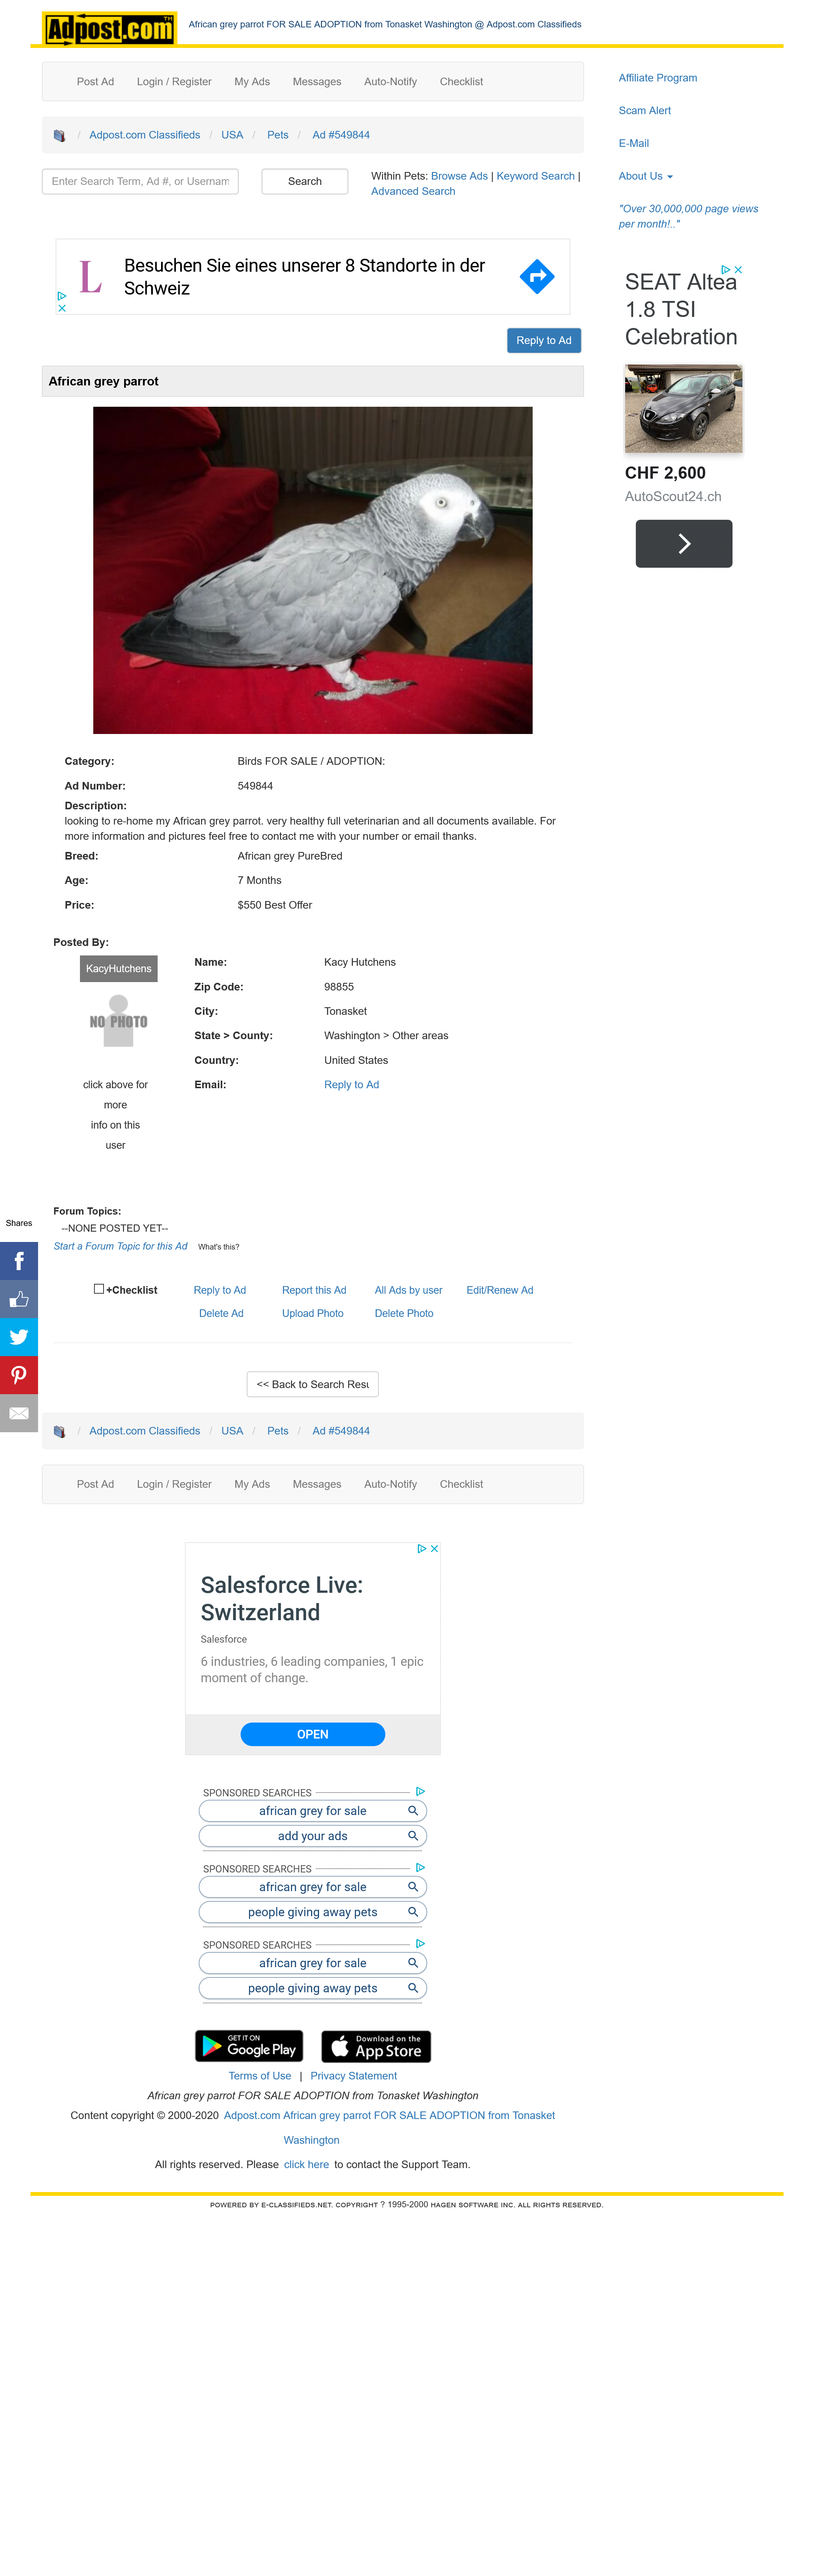 Adpost.com™
African grey parrot FOR SALE ADOPTION from Tonasket Washington @ Adpost.com Classifieds
Post Ad Login / Register My Ads Messages Auto-Notify Checklist
/ Adpost.com Classifieds / USA / Pets / Ad #549844
Enter Search Term, Ad #, or Usernam
Search
Within Pets: Browse Ads | Keyword Search |
Advanced Search
Affiliate Program
Scam Alert
E-Mail
About Us
"Over 30,000,000 page views
per month!.."
L
Besuchen Sie eines unserer 8 Standorte in der
Schweiz
SEAT Altea
1.8 TSI
Celebration
CHF 2,600
AutoScout24.ch
Reply to Ad
African grey parrot
Category: Birds FOR SALE / ADOPTION:
Ad Number: 549844
Description:
looking to re-home my African grey parrot. very healthy full veterinarian and all documents available. For
more information and pictures feel free to contact me with your number or email thanks.
Breed: African grey PureBred
Age: 7 Months
Price: $550 Best Offer
Posted By:
KacyHutchens
NO PHOTO
click above for
more
info on this
user
Name: Kacy Hutchens
Zip Code: 98855
City: Tonasket
State > County: Washington > Other areas
Country: United States
Email: Reply to Ad
Forum Topics:
--NONE POSTED YET--
Start a Forum Topic for this Ad What's this?
Shares
+Checklist Reply to Ad Report this Ad All Ads by user Edit/Renew Ad
Delete Ad Upload Photo Delete Photo
<< Back to Search Resu
/ Adpost.com Classifieds / USA / Pets / Ad #549844
Post Ad Login / Register My Ads Messages Auto-Notify Checklist
Salesforce Live:
Switzerland
Salesforce
6 industries, 6 leading companies, 1 epic
moment of change.
OPEN
SPONSORED SEARCHES
african grey for sale
add your ads
SPONSORED SEARCHES
african grey for sale
people giving away pets
SPONSORED SEARCHES
african grey for sale
people giving away pets
GET IT ON
Google Play
Download on the
App Store
Terms of Use | Privacy Statement
African grey parrot FOR SALE ADOPTION from Tonasket Washington
Content copyright © 2000-2020 Adpost.com African grey parrot FOR SALE ADOPTION from Tonasket
Washington
All rights reserved. Please click here to contact the Support Team.
POWERED BY E-CLASSIFIEDS.NET. COPYRIGHT ? 1995-2000 HAGEN SOFTWARE INC. ALL RIGHTS RESERVED.